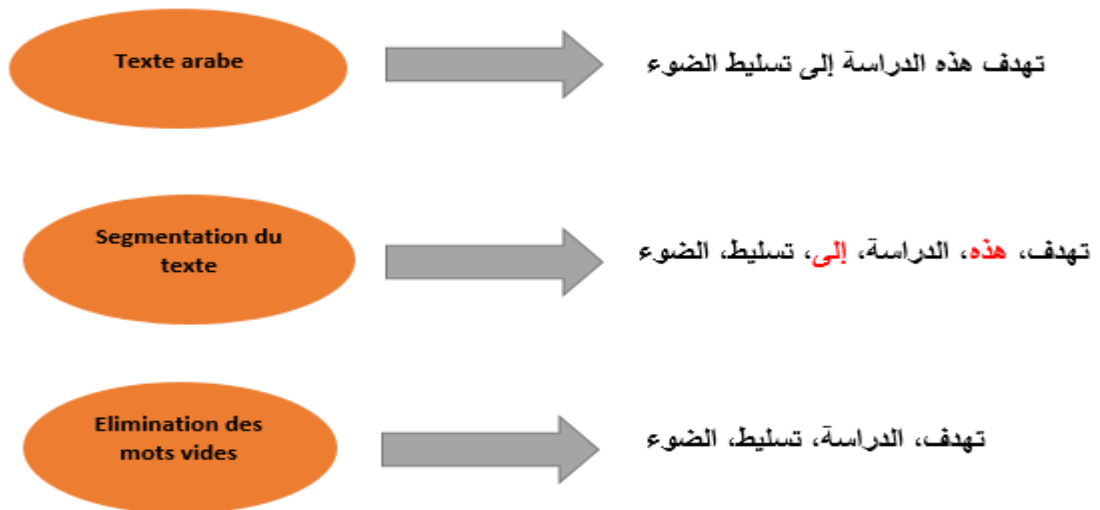 Texte arabe
تهدف هذه الدراسة إلى تسليط الضوء
Segmentation du
texte
تهدف، هذه، الدراسة، إلى، تسليط، الضوء
Elimination des
mots vides
تهدف، الدراسة، تسليط، الضوء